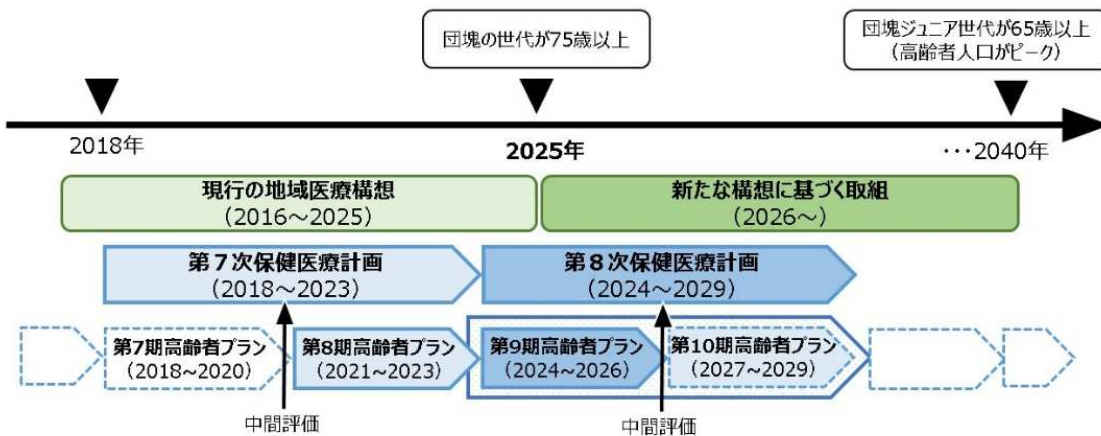 団塊の世代が75歳以上
団塊ジュニア世代が65歳以上
（高齢者人口がピーク）
2018年
2025年
･･･2040年
現行の地域医療構想
（2016～2025）
新たな構想に基づく取組
（2026～）
第７次保健医療計画
（2018～2023）
第８次保健医療計画
（2024～2029）
第7期高齢者プラン
（2018~2020）
第8期高齢者プラン
（2021~2023）
第9期高齢者プラン
（2024~2026）
第10期高齢者プラン
（2027~2029）
中間評価
中間評価